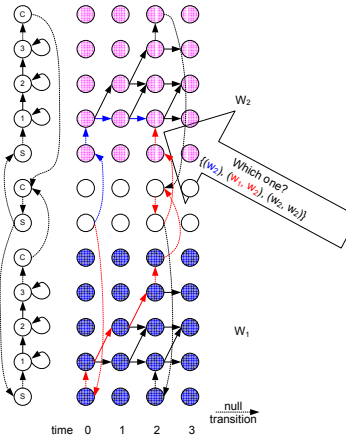 C
3
2
1
S
C
S
C
3
2
1
S
W2
Which one?
{(w2), (w1, w2), (w2, w2)}
W1
null
transition
time 0 1 2 3